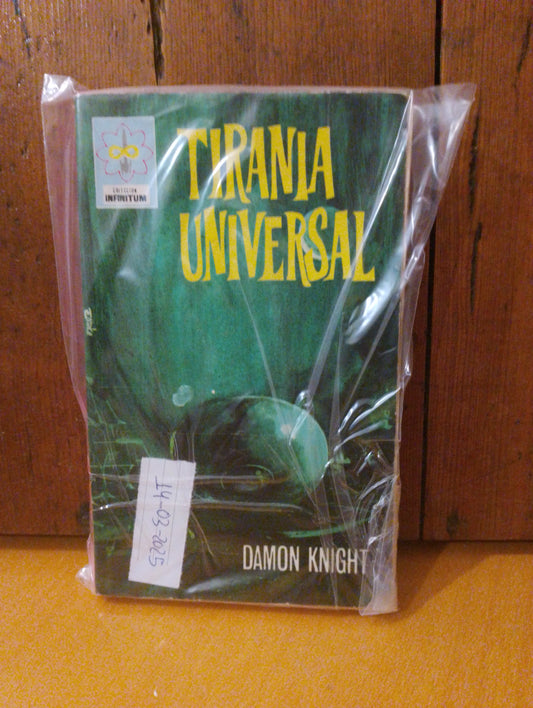 COLECCION
INFINITUM
TIRANIA
UNIVERSAL
14-03-2025
DAMON KNIGHT